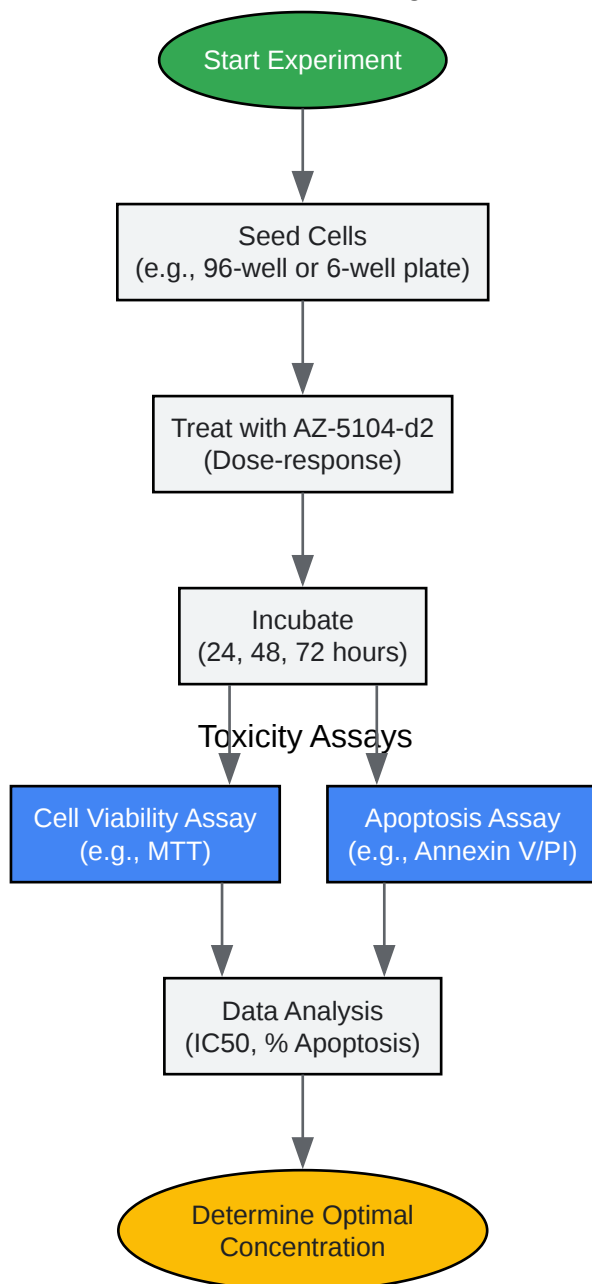 Start Experiment
Seed Cells
(e.g., 96-well or 6-well plate)
Treat with AZ-5104-d2
(Dose-response)
Incubate
(24, 48, 72 hours)
Toxicity Assays
Cell Viability Assay
(e.g., MTT)
Apoptosis Assay
(e.g., Annexin V/PI)
Data Analysis
(IC50, % Apoptosis)
Determine Optimal
Concentration